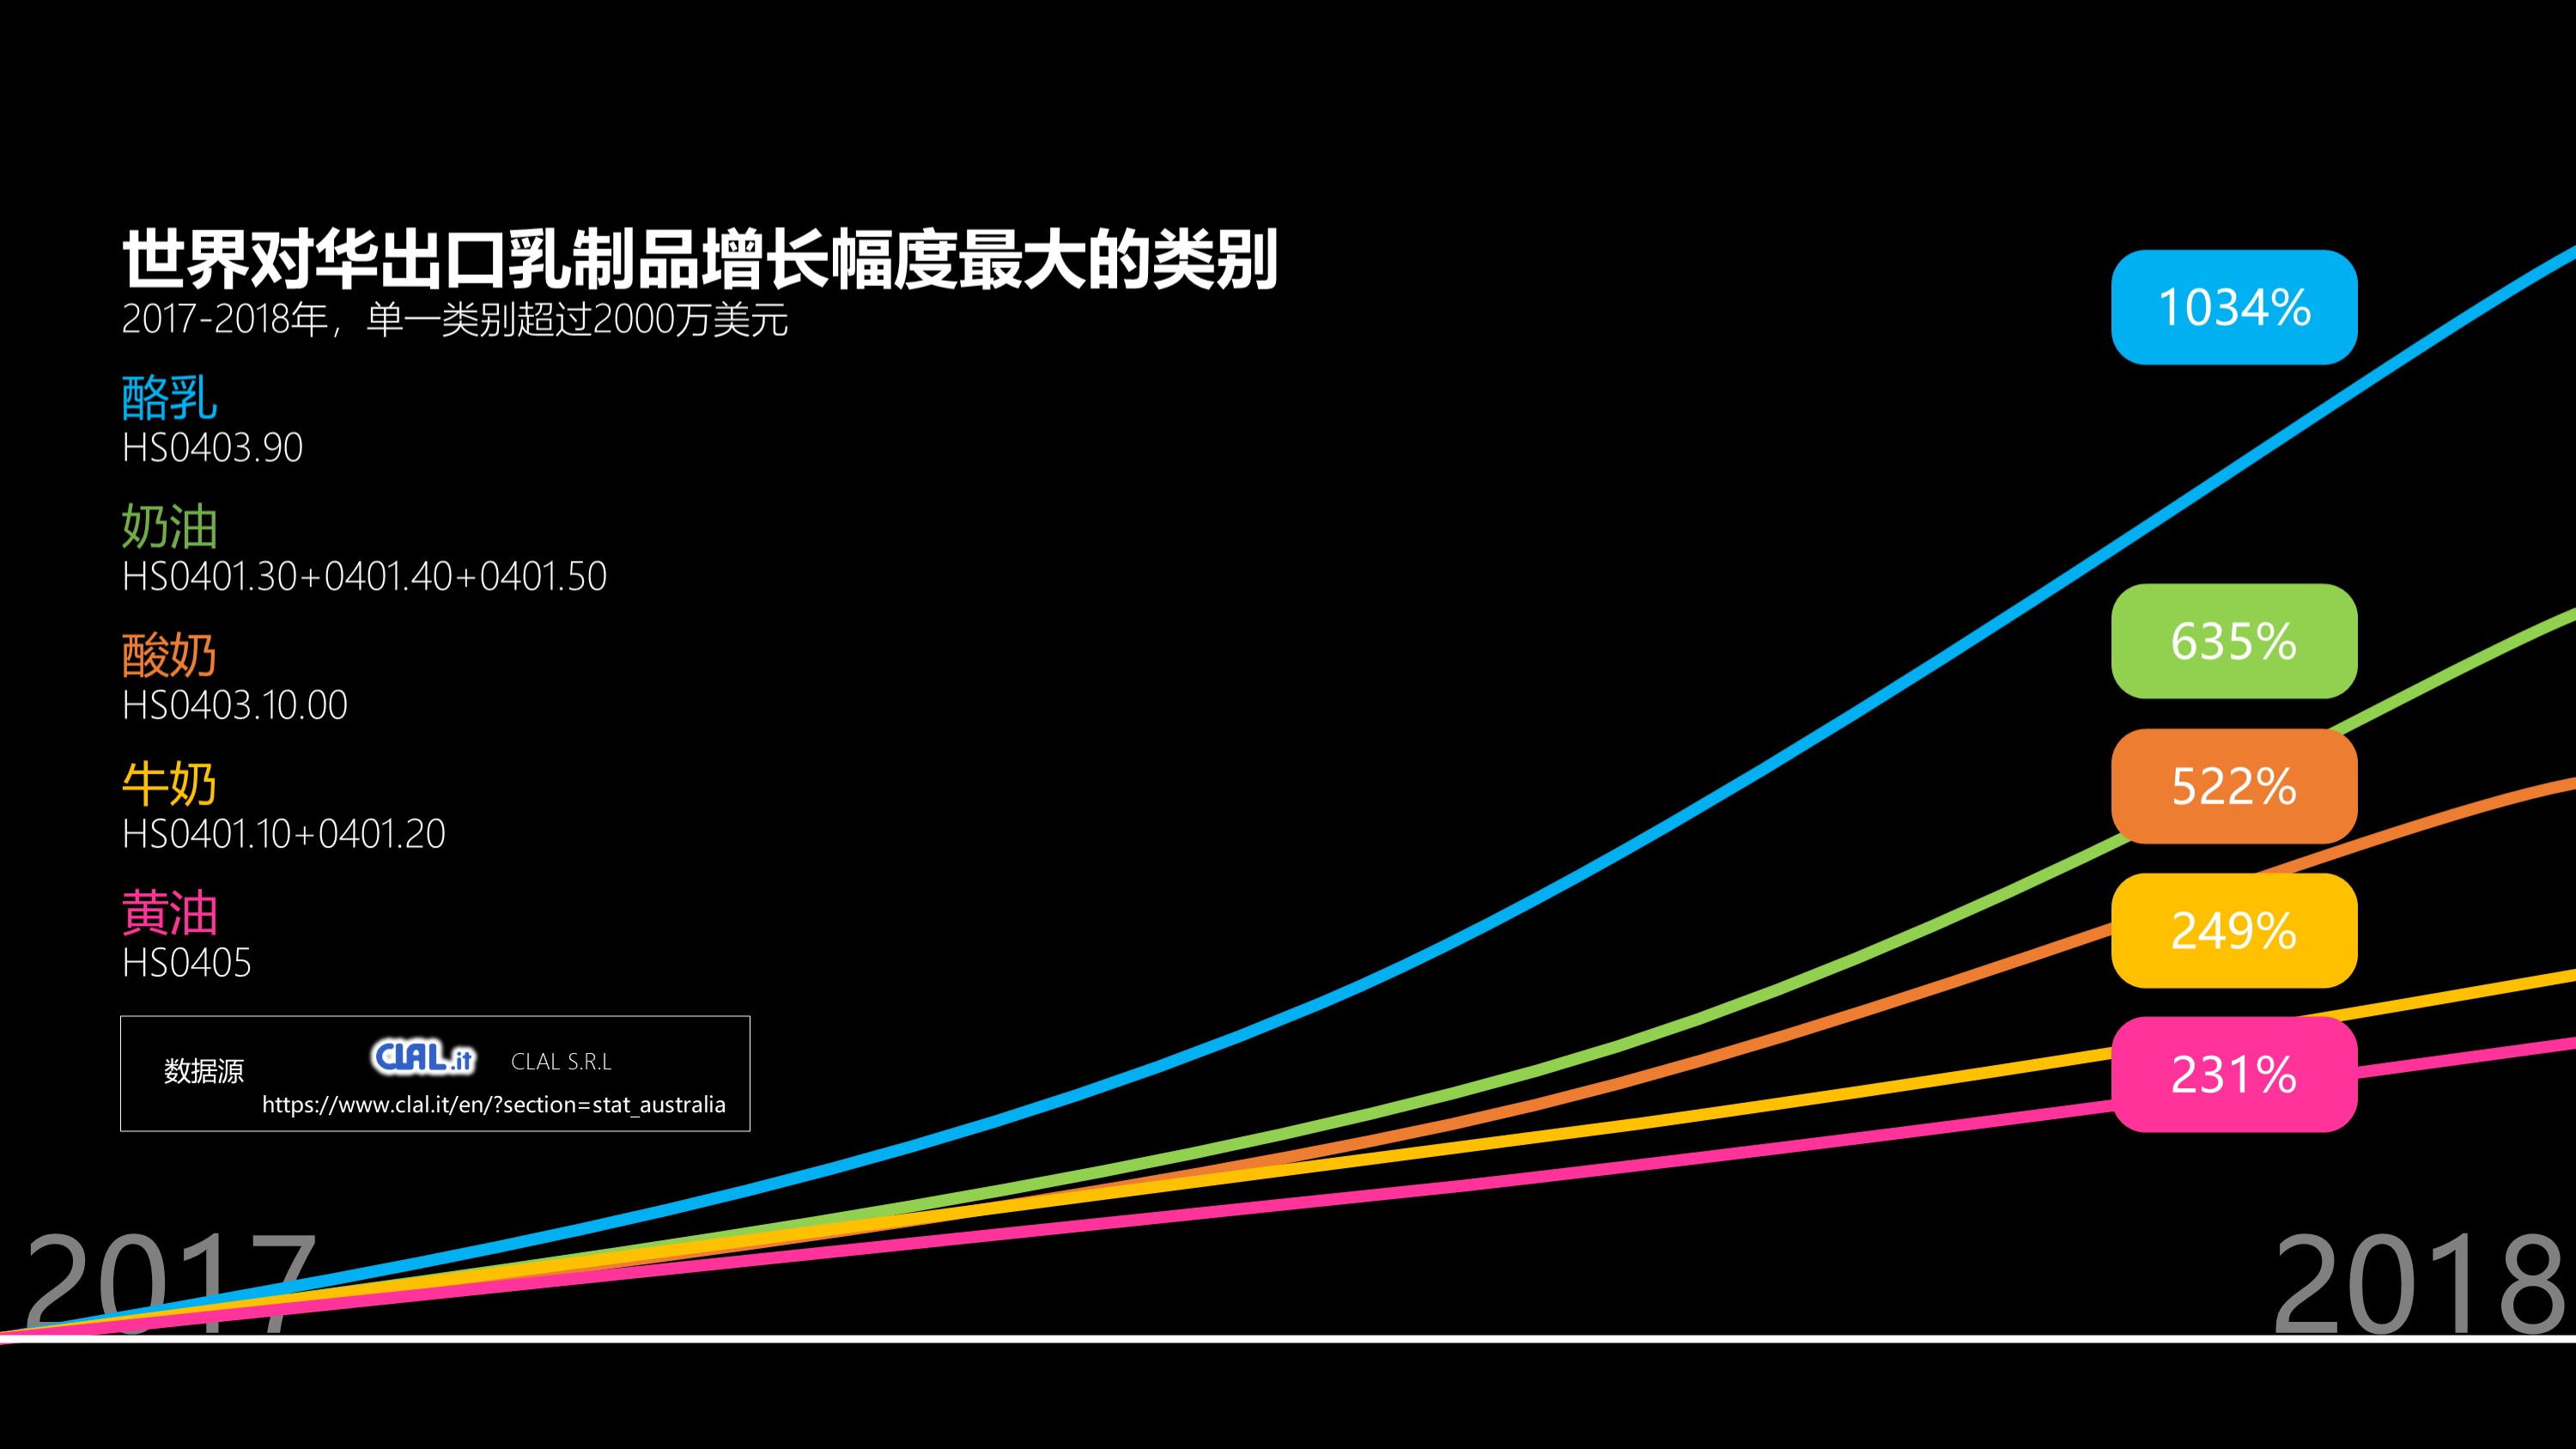 世界对华出口乳制品增长幅度最大的类别
2017-2018年，单一类别超过2000万美元
酪乳
HS0403.90
奶油
HS0401.30+0401.40+0401.50
酸奶
HS0403.10.00
牛奶
HS0401.10+0401.20
黄油
HS0405
数据源
CLAL.it
CLAL S.R.L
https://www.clal.it/en/?section=stat_australia
1034%
635%
522%
249%
231%
2017
2018